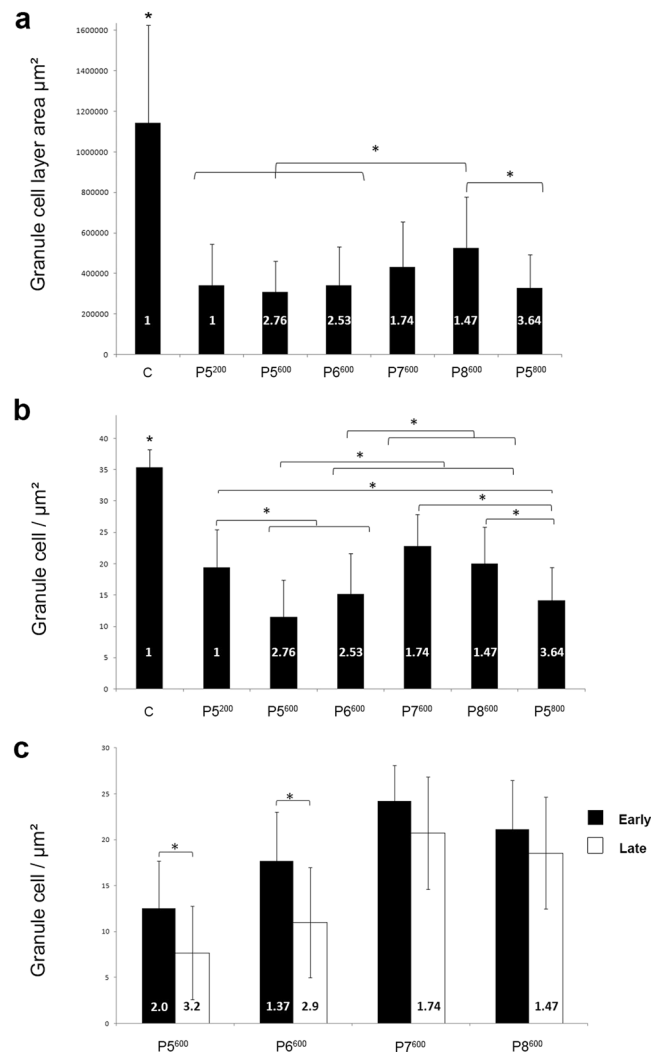 a
*
1600000
1400000
1200000
1000000
800000
600000
400000
200000
0
Granule cell layer area µm²
* *
1 1 2.76 2.53 1.74 1.47 3.64
C P5²⁰⁰ P5⁶⁰⁰ P6⁶⁰⁰ P7⁶⁰⁰ P8⁶⁰⁰ P5⁸⁰⁰
b
40
35
30
25
20
15
10
5
0
Granule cell / µm²
*
*
*
*
* *
* *
1 1 2.76 2.53 1.74 1.47 3.64
C P5²⁰⁰ P5⁶⁰⁰ P6⁶⁰⁰ P7⁶⁰⁰ P8⁶⁰⁰ P5⁸⁰⁰
c
30
25
20
15
10
5
0
Granule cell / µm²
* *
Early
Late
2.0 3.2 1.37 2.9 1.74 1.47
P5⁶⁰⁰ P6⁶⁰⁰ P7⁶⁰⁰ P8⁶⁰⁰